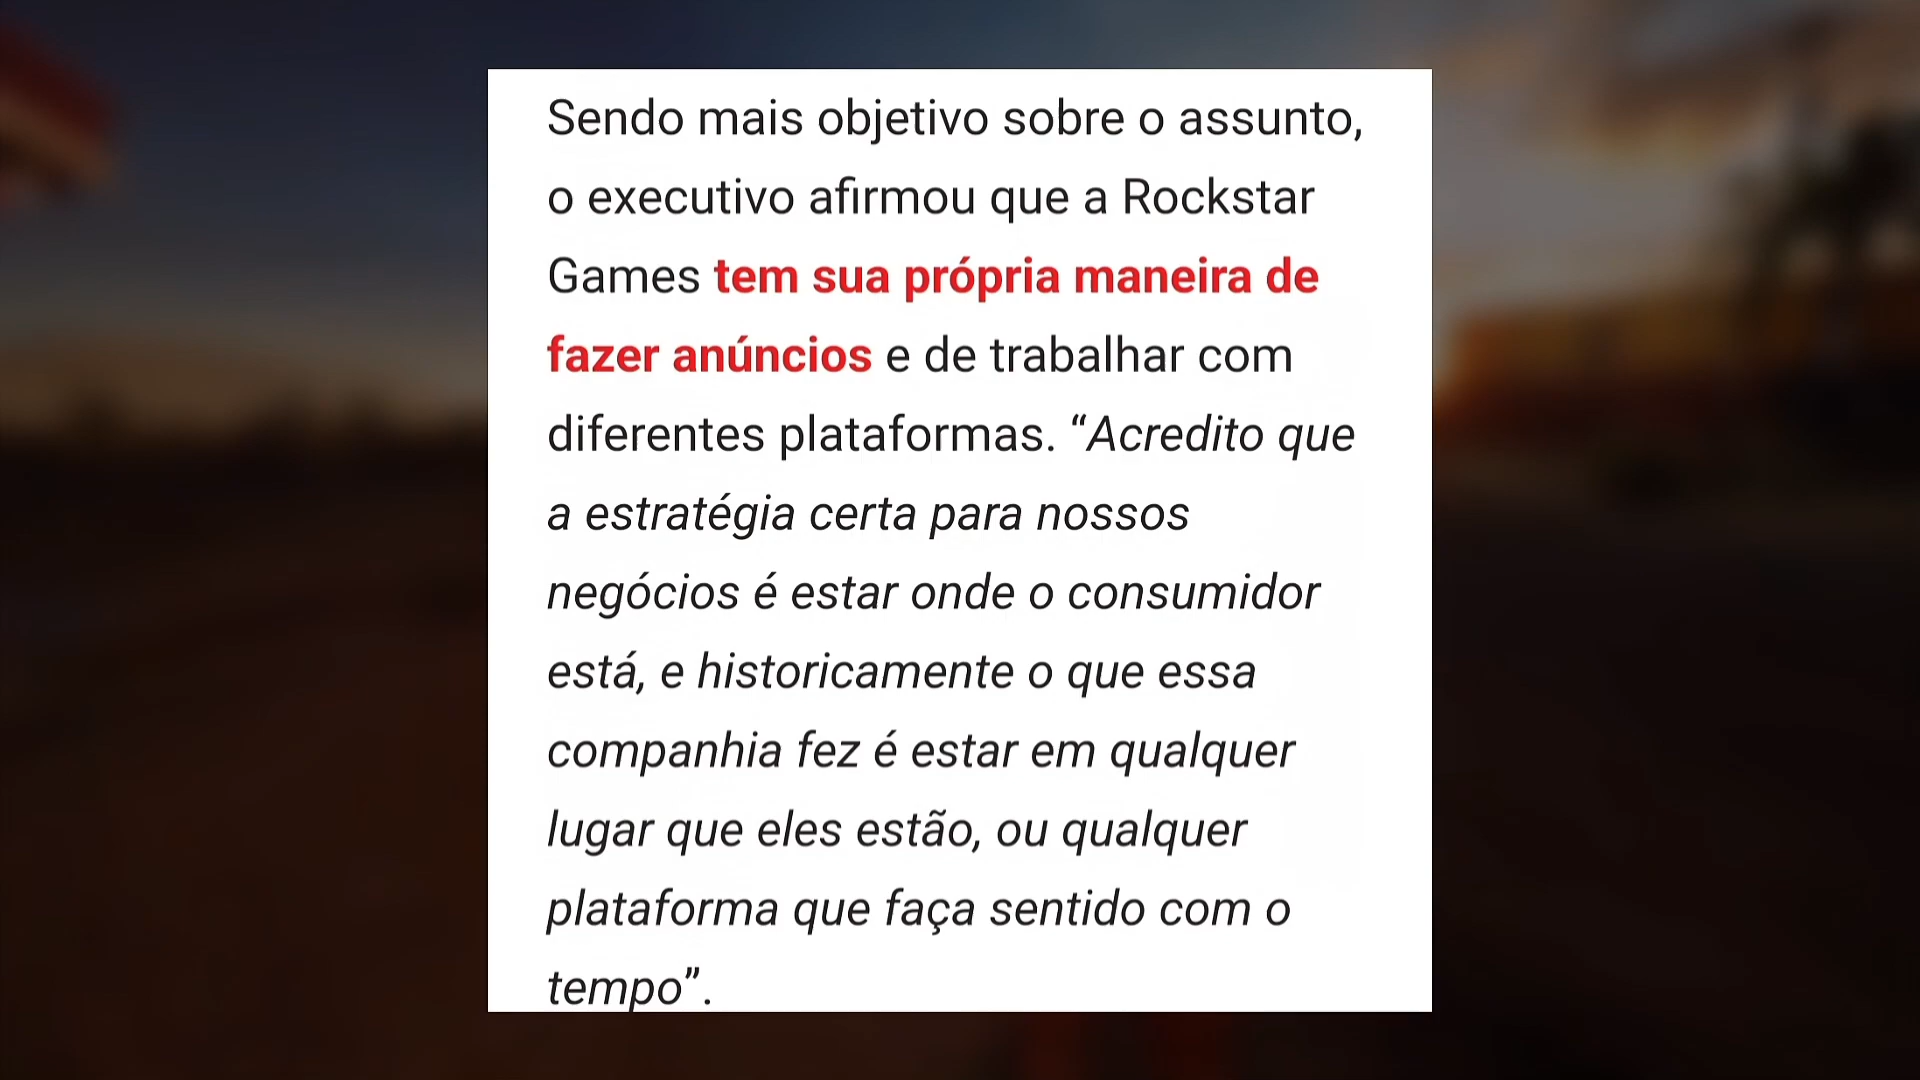 Sendo mais objetivo sobre o assunto,
o executivo afirmou que a Rockstar
Games tem sua própria maneira de
fazer anúncios e de trabalhar com
diferentes plataformas. “Acredito que
a estratégia certa para nossos
negócios é estar onde o consumidor
está, e historicamente o que essa
companhia fez é estar em qualquer
lugar que eles estão, ou qualquer
plataforma que faça sentido com o
tempo”.